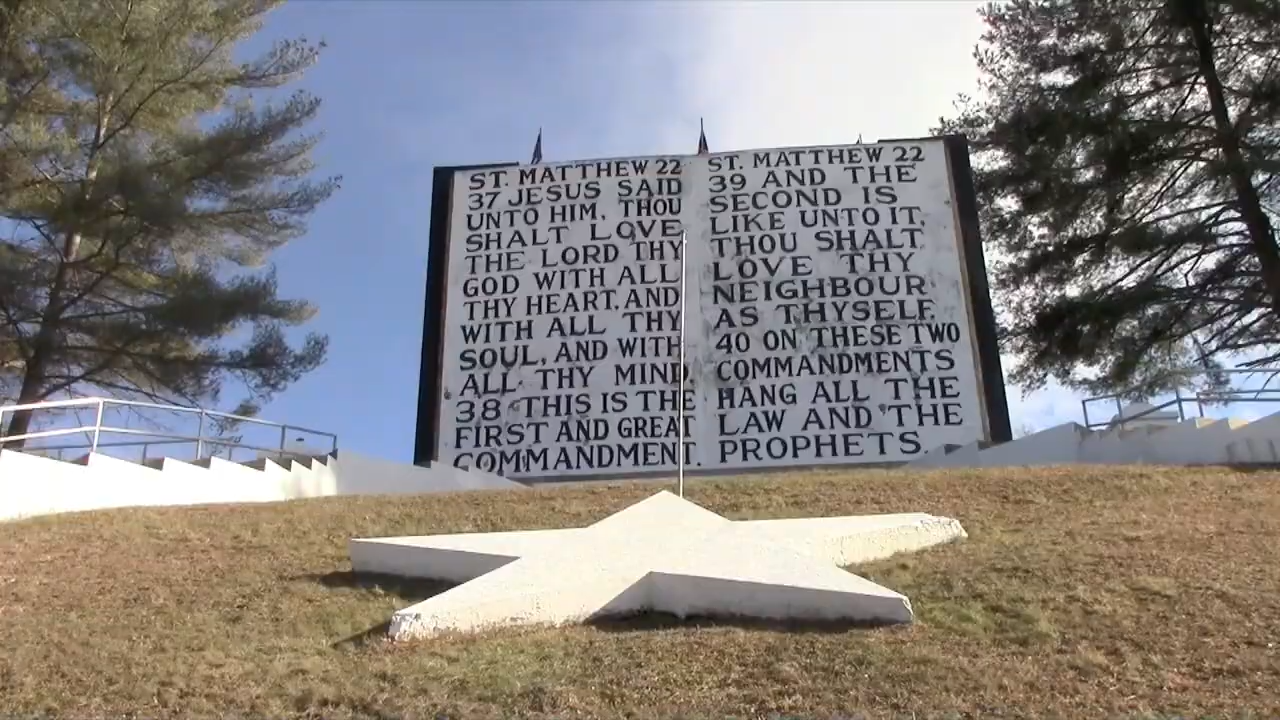 ST. MATTHEW 22
37 JESUS SAID
UNTO HIM, THOU
SHALT LOVE
THE LORD THY
GOD WITH ALL
THY HEART, AND
WITH ALL THY
SOUL, AND WITH
ALL THY MIND.
38 THIS IS THE
FIRST AND GREAT
COMMANDMENT.
ST. MATTHEW 22
39 AND THE
SECOND IS
LIKE UNTO IT,
THOU SHALT
LOVE THY
NEIGHBOUR
AS THYSELF.
40 ON THESE TWO
COMMANDMENTS
HANG ALL THE
LAW AND THE
PROPHETS.